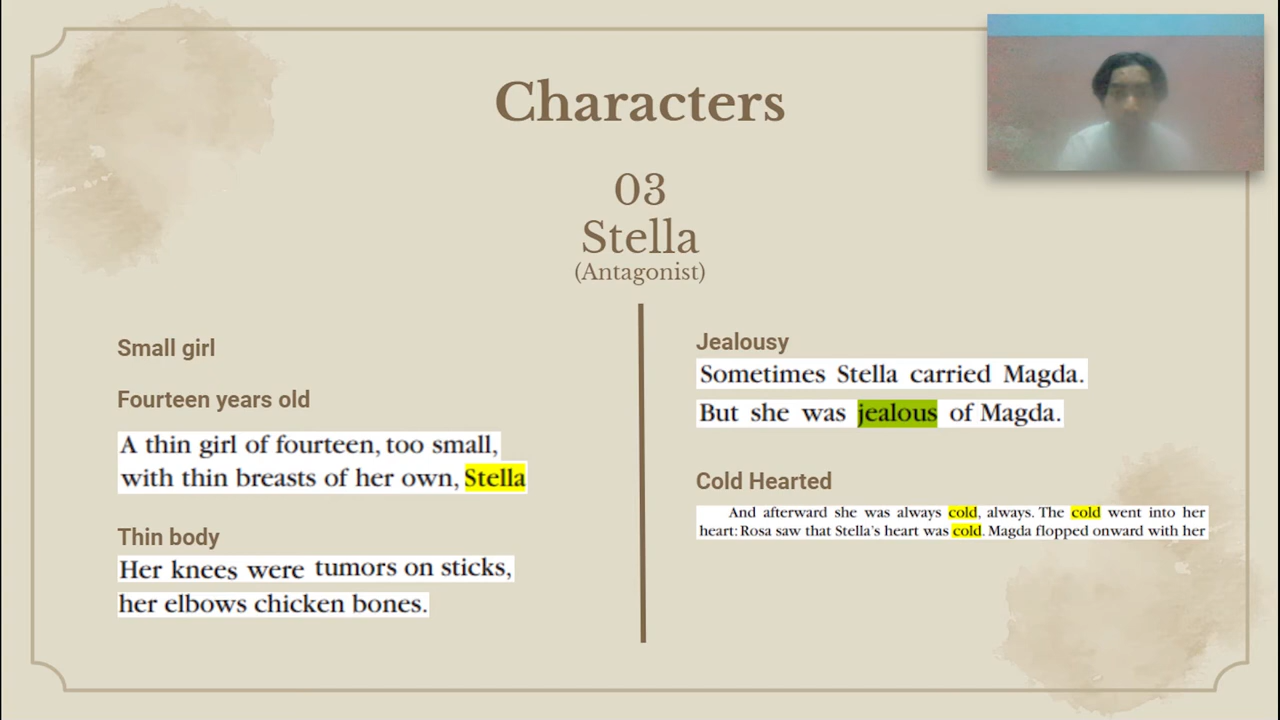 Characters
03
Stella
(Antagonist)
Small girl
Fourteen years old
A thin girl of fourteen, too small,
with thin breasts of her own, Stella
Thin body
Her knees were tumors on sticks,
her elbows chicken bones.
Jealousy
Sometimes Stella carried Magda.
But she was jealous of Magda.
Cold Hearted
And afterward she was always cold, always. The cold went into her
heart: Rosa saw that Stella's heart was cold. Magda flopped onward with her